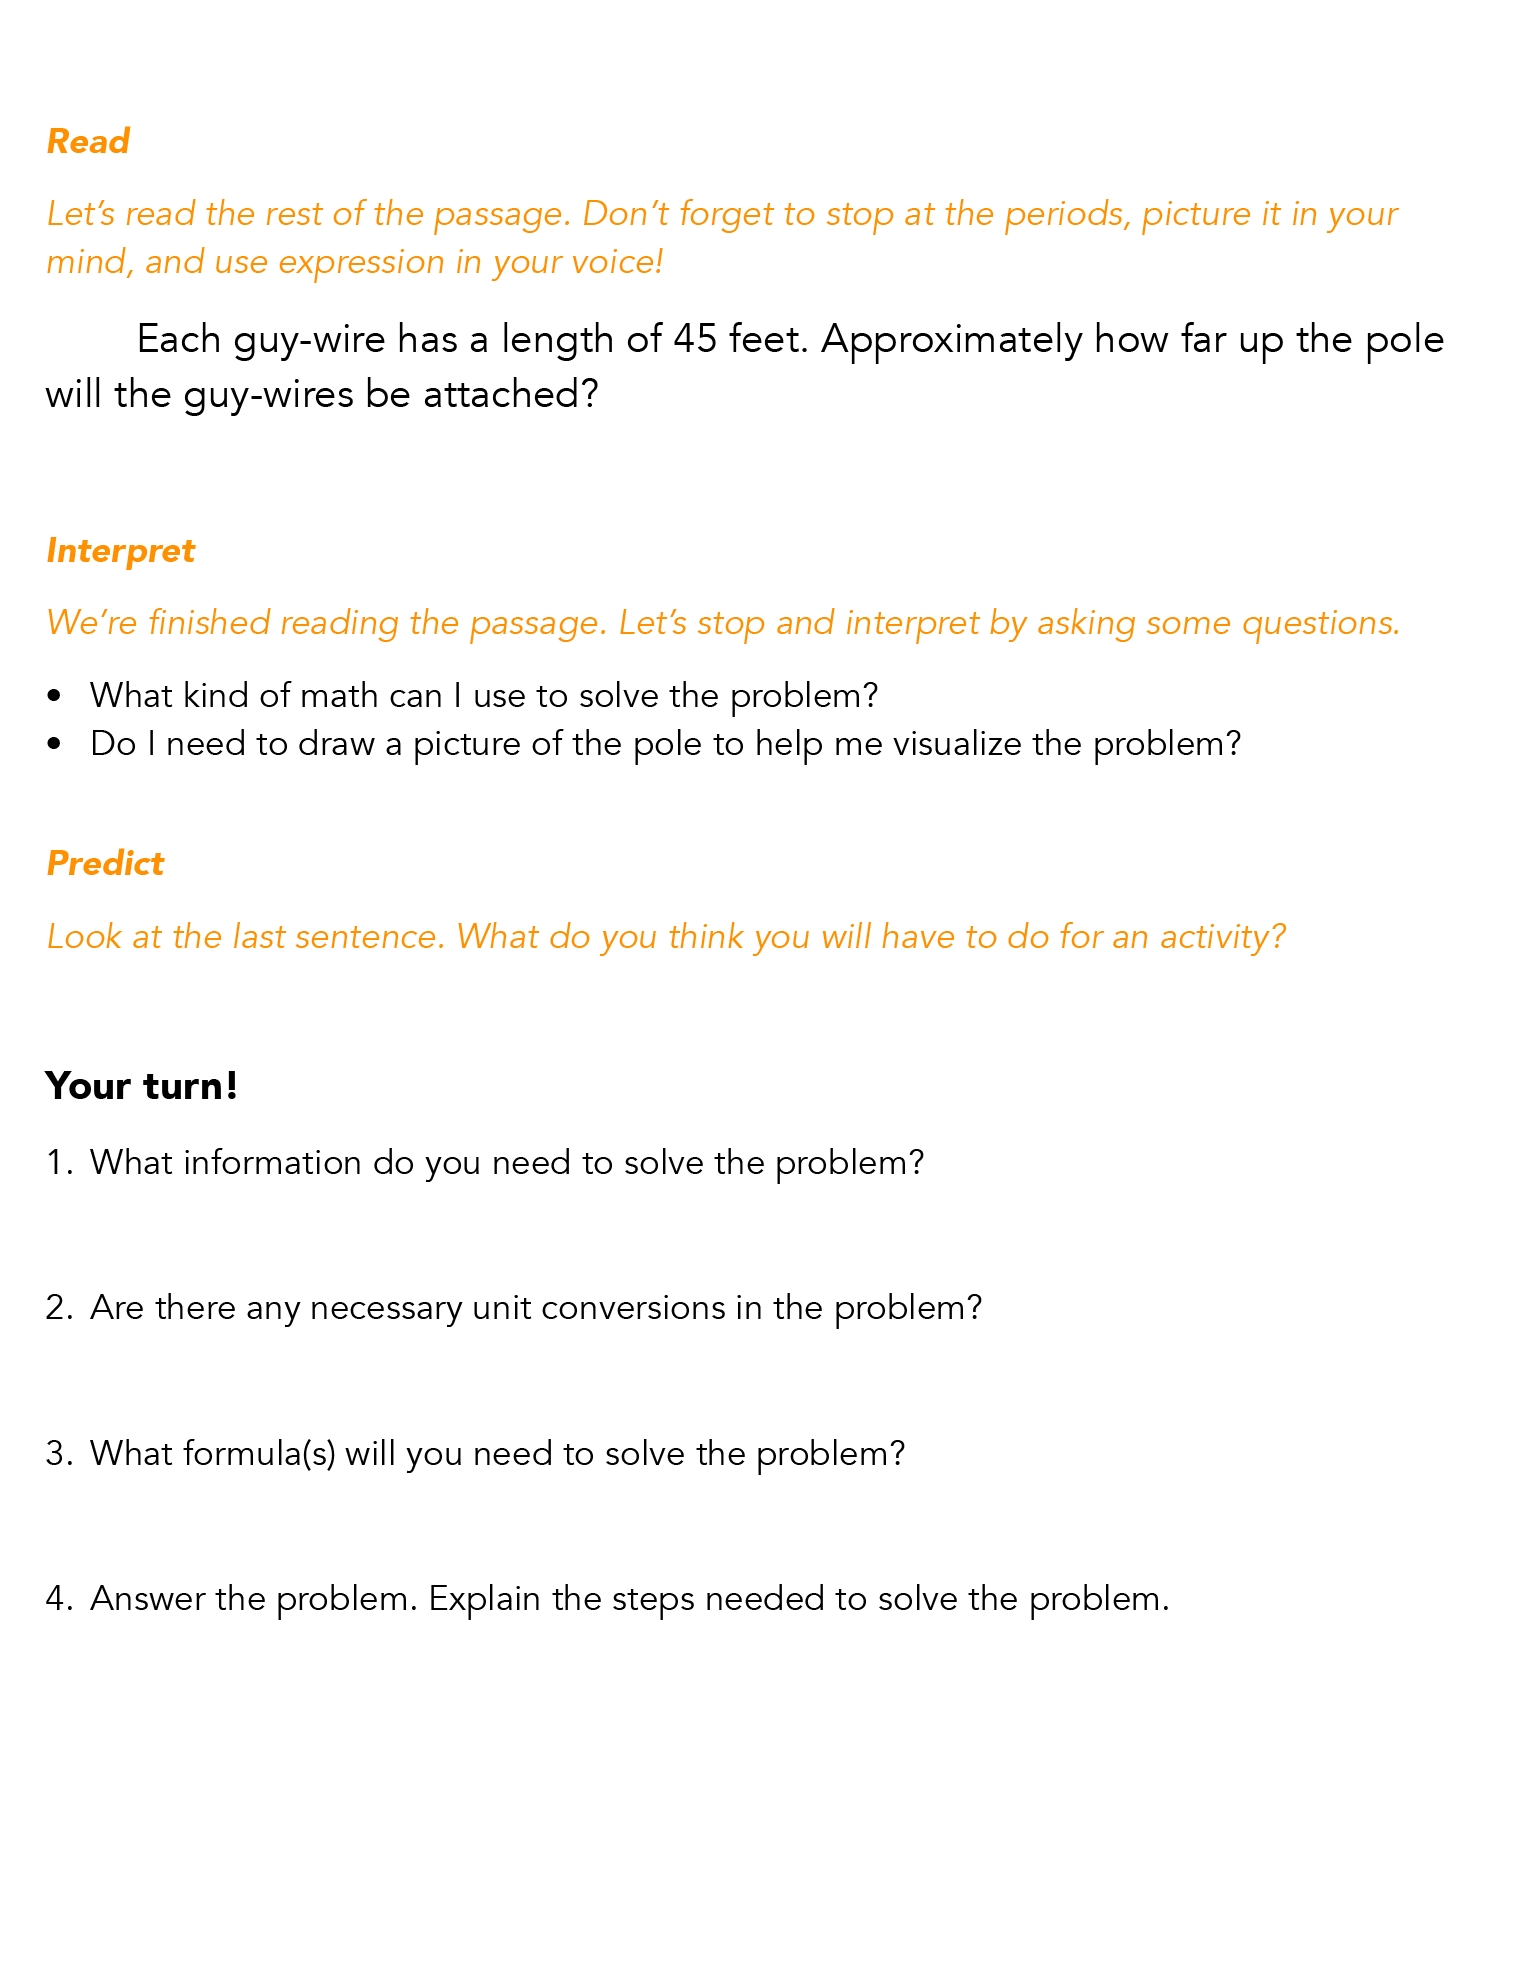 Read
Let’s read the rest of the passage. Don’t forget to stop at the periods, picture it in your
mind, and use expression in your voice!
Each guy-wire has a length of 45 feet. Approximately how far up the pole
will the guy-wires be attached?
Interpret
We’re finished reading the passage. Let’s stop and interpret by asking some questions.
• What kind of math can I use to solve the problem?
• Do I need to draw a picture of the pole to help me visualize the problem?
Predict
Look at the last sentence. What do you think you will have to do for an activity?
Your turn!
1. What information do you need to solve the problem?
2. Are there any necessary unit conversions in the problem?
3. What formula(s) will you need to solve the problem?
4. Answer the problem. Explain the steps needed to solve the problem.